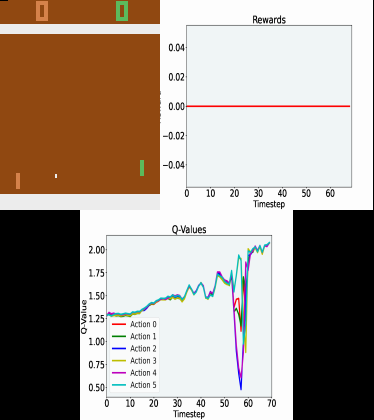 0 0
Rewards
0.04
0.02
0.00
−0.02
−0.04
0 10 20 30 40 50 60
Timestep
Q-Values
2.00
1.75
1.50
1.25
1.00
0.75
0.50
Q-Value
Action 0
Action 1
Action 2
Action 3
Action 4
Action 5
0 10 20 30 40 50 60 70
Timestep